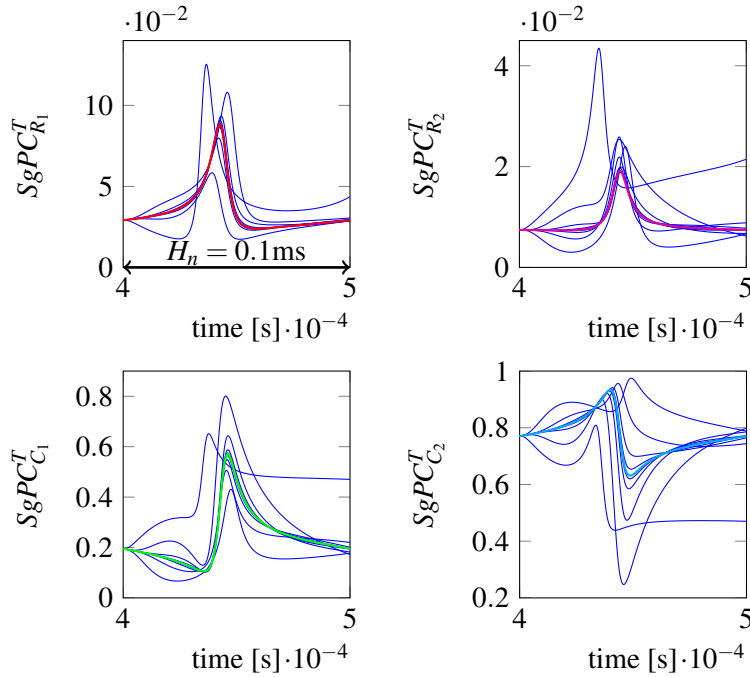 ·10⁻²
SgPC^T_{R_1}
10
5
0
H_n = 0.1ms
4
5
time [s] ·10⁻⁴
·10⁻²
SgPC^T_{R_2}
4
2
0
4
5
time [s] ·10⁻⁴
SgPC^T_{C_1}
0.8
0.6
0.4
0.2
0
4
5
time [s] ·10⁻⁴
SgPC^T_{C_2}
1
0.8
0.6
0.4
0.2
4
5
time [s] ·10⁻⁴